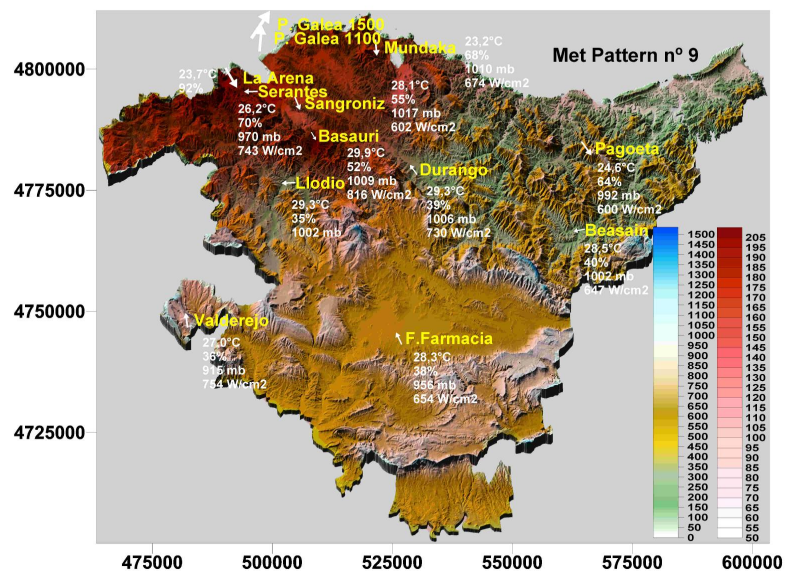 P. Galea 1500
P. Galea 1100
Met Pattern nº 9
4800000
4775000
4750000
4725000
Mundaka
23,2°C
68%
1010 mb
674 W/cm2
23,7°C
92%
La Arena
Serantes
26,2°C
70%
970 mb
743 W/cm2
Sangroniz
28,1°C
55%
1017 mb
602 W/cm2
Basauri
29,9°C
52%
1009 mb
816 W/cm2
Durango
29,3°C
39%
1006 mb
730 W/cm2
Pagoeta
24,6°C
64%
992 mb
600 W/cm2
Llodio
29,3°C
35%
1002 mb
Beasain
28,5°C
40%
1002 mb
647 W/cm2
Valderejo
27,0°C
36%
915 mb
754 W/cm2
F.Farmacia
28,3°C
38%
956 mb
654 W/cm2
1500
1450
1400
1300
1250
1200
1150
1100
1050
1000
950
900
850
800
750
700
650
600
550
500
450
400
350
300
250
200
150
100
50
0
205
195
190
185
180
175
170
165
155
150
145
140
135
130
125
120
115
110
105
100
95
90
85
80
75
70
65
60
55
50
475000
500000
525000
550000
575000
600000